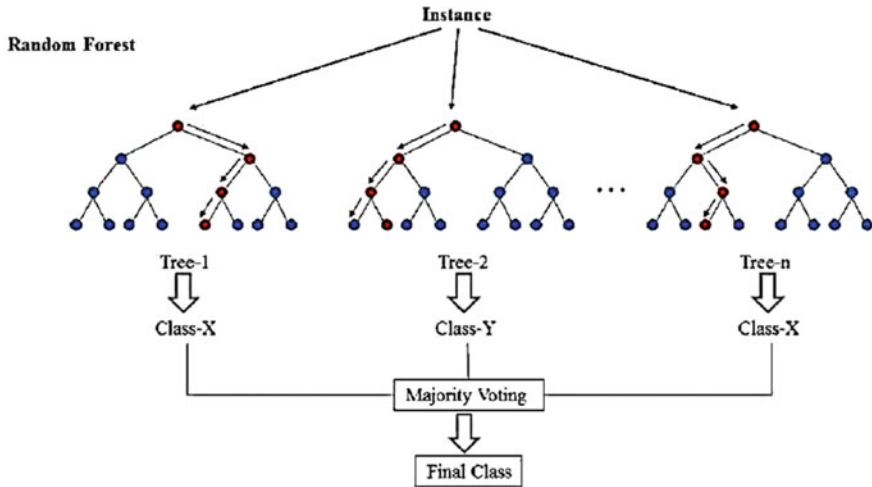 Instance
Random Forest
. . .
Tree-1 Tree-2 Tree-n
Class-X Class-Y Class-X
Majority Voting
Final Class